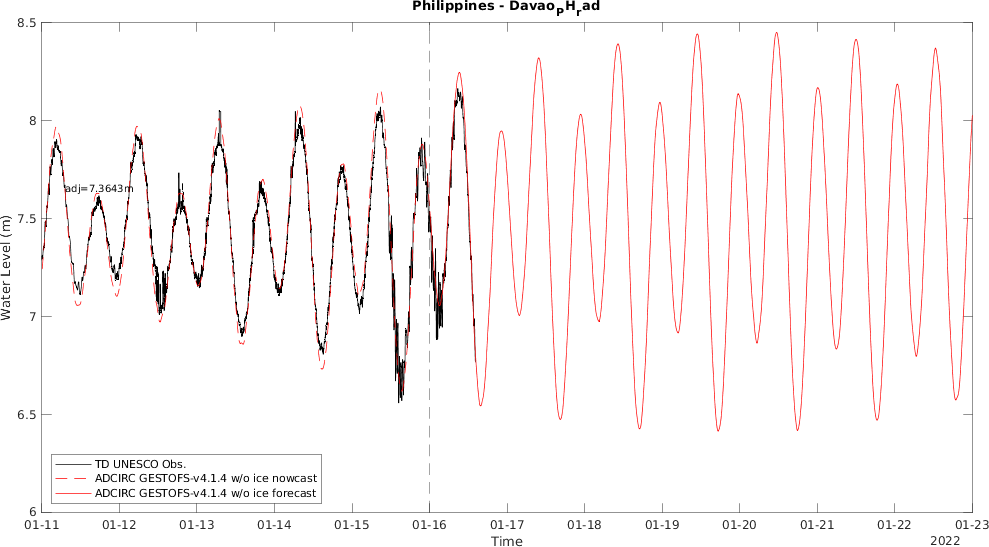 Philippines - Davao_pH_rad
8.5
8
7.5
7
6.5
6
Water Level (m)
adj=7.3643m
TD UNESCO Obs.
ADCIRC GESTOFS-v4.1.4 w/o ice nowcast
ADCIRC GESTOFS-v4.1.4 w/o ice forecast
01-11 01-12 01-13 01-14 01-15 01-16 01-17 01-18 01-19 01-20 01-21 01-22 01-23
Time
2022